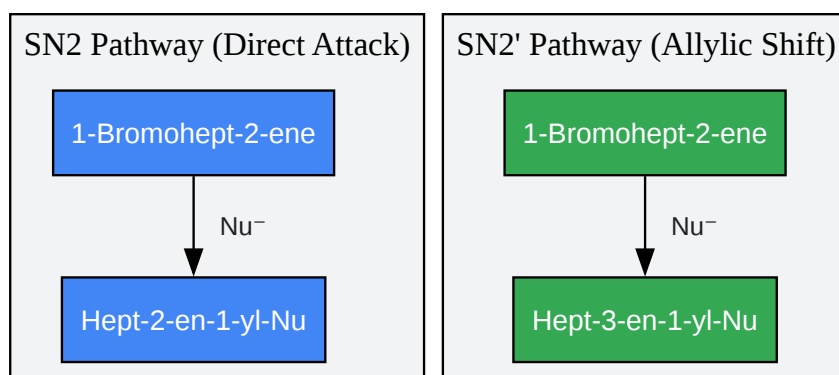 SN2 Pathway (Direct Attack)
1-Bromohept-2-ene
Nu⁻
Hept-2-en-1-yl-Nu
SN2' Pathway (Allylic Shift)
1-Bromohept-2-ene
Nu⁻
Hept-3-en-1-yl-Nu